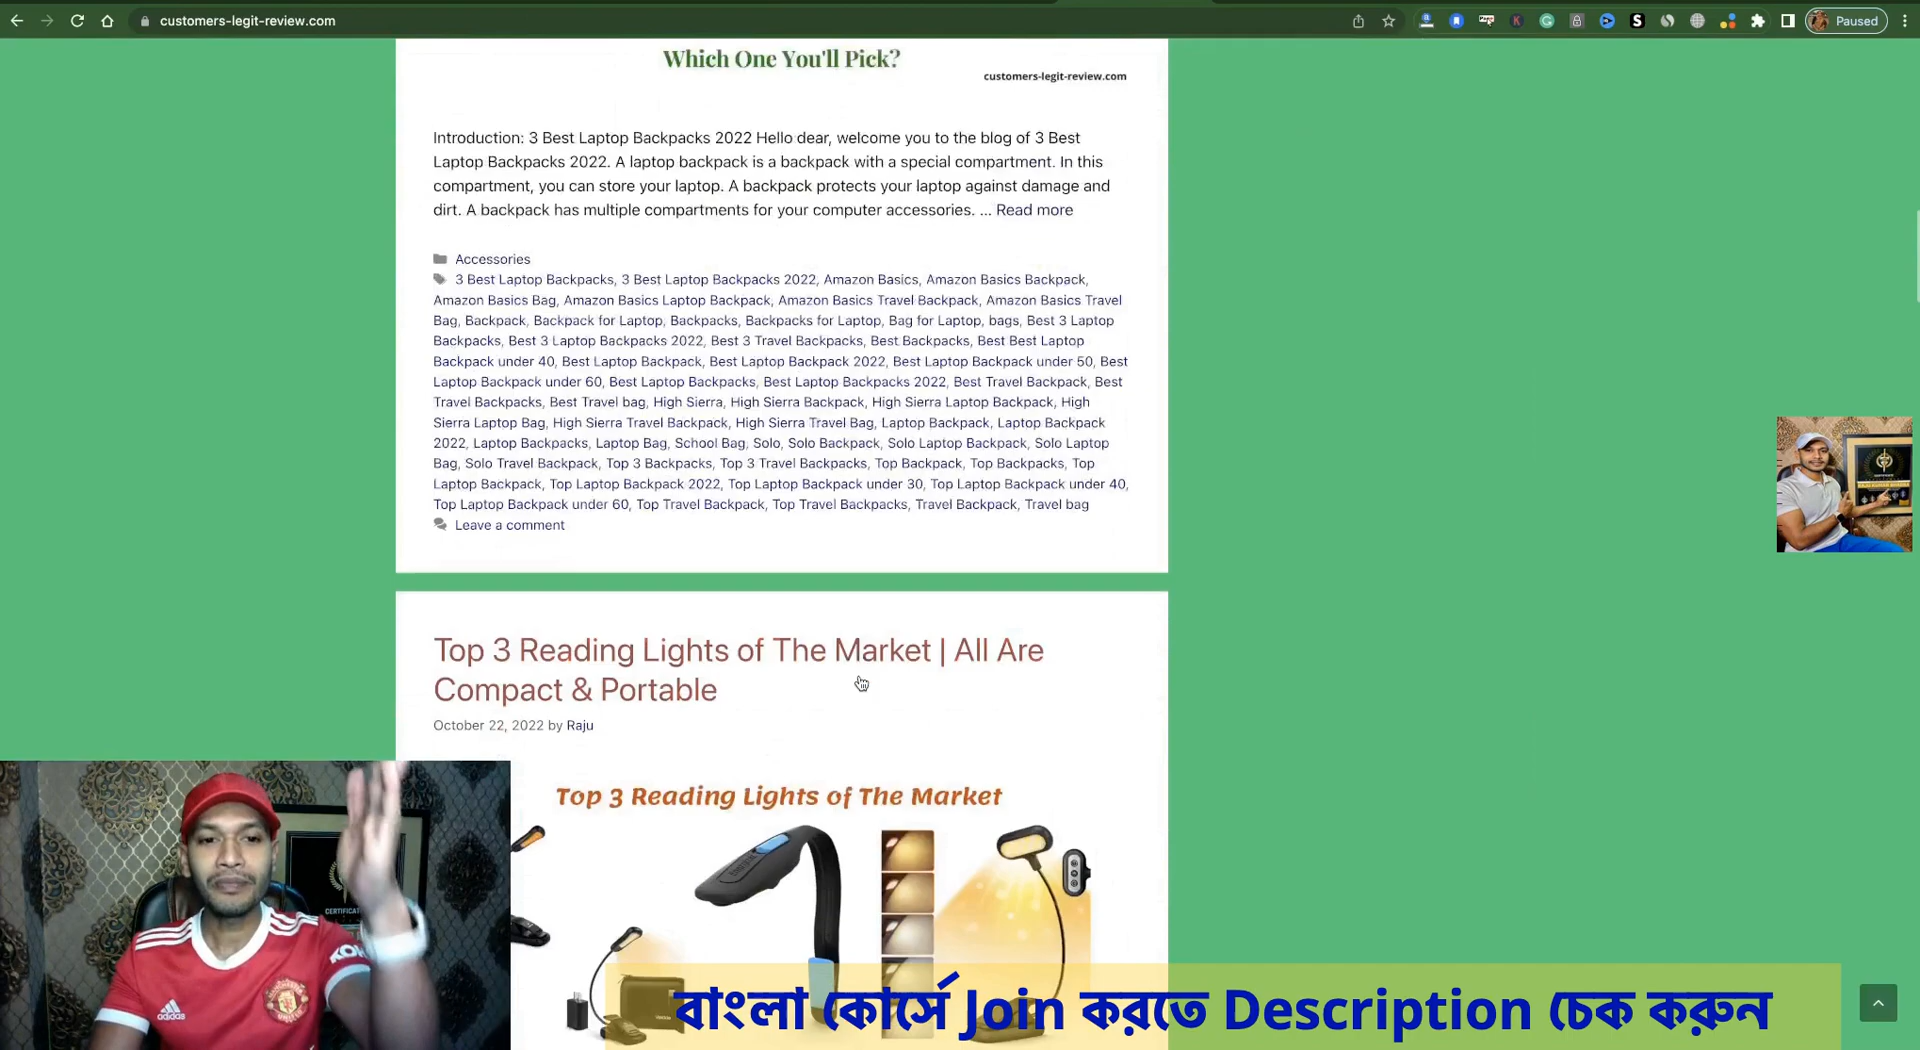 customers-legit-review.com
Paused
Which One You'll Pick?
customers-legit-review.com
Introduction: 3 Best Laptop Backpacks 2022 Hello dear, welcome you to the blog of 3 Best
Laptop Backpacks 2022. A laptop backpack is a backpack with a special compartment. In this
compartment, you can store your laptop. A backpack protects your laptop against damage and
dirt. A backpack has multiple compartments for your computer accessories. ... Read more
Accessories
3 Best Laptop Backpacks, 3 Best Laptop Backpacks 2022, Amazon Basics, Amazon Basics Backpack,
Amazon Basics Bag, Amazon Basics Laptop Backpack, Amazon Basics Travel Backpack, Amazon Basics Travel
Bag, Backpack, Backpack for Laptop, Backpacks, Backpacks for Laptop, Bag for Laptop, bags, Best 3 Laptop
Backpacks, Best 3 Laptop Backpacks 2022, Best 3 Travel Backpacks, Best Backpacks, Best Best Laptop
Backpack under 40, Best Laptop Backpack, Best Laptop Backpack 2022, Best Laptop Backpack under 50, Best
Laptop Backpack under 60, Best Laptop Backpacks, Best Laptop Backpacks 2022, Best Travel Backpack, Best
Travel Backpacks, Best Travel bag, High Sierra, High Sierra Backpack, High Sierra Laptop Backpack, High
Sierra Laptop Bag, High Sierra Travel Backpack, High Sierra Travel Bag, Laptop Backpack, Laptop Backpack
2022, Laptop Backpacks, Laptop Bag, School Bag, Solo, Solo Backpack, Solo Laptop Backpack, Solo Laptop
Bag, Solo Travel Backpack, Top 3 Backpacks, Top 3 Travel Backpacks, Top Backpack, Top Backpacks, Top
Laptop Backpack, Top Laptop Backpack 2022, Top Laptop Backpack under 30, Top Laptop Backpack under 40,
Top Laptop Backpack under 60, Top Travel Backpack, Top Travel Backpacks, Travel Backpack, Travel bag
Leave a comment
Top 3 Reading Lights of The Market | All Are
Compact & Portable
October 22, 2022 by Raju
Top 3 Reading Lights of The Market
adidas
বাংলা কোর্সে Join করতে Description চেক করুন